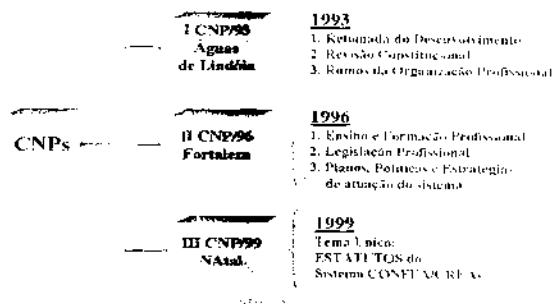 I CNP/93
Águas
de Lindóia
1993
1. Retomada do Desenvolvimento
2. Revisão Constitucional
3. Rumos da Organização Profissional
CNPs
II CNP/96
Fortaleza
1996
1. Ensino e Formação Profissional
2. Legislação Profissional
3. Planos, Políticas e Estratégias
de atuação do sistema
III CNP/99
NAtal
1999
Tema Único:
ESTATUTOS do
Sistema CONFEA/CREAs